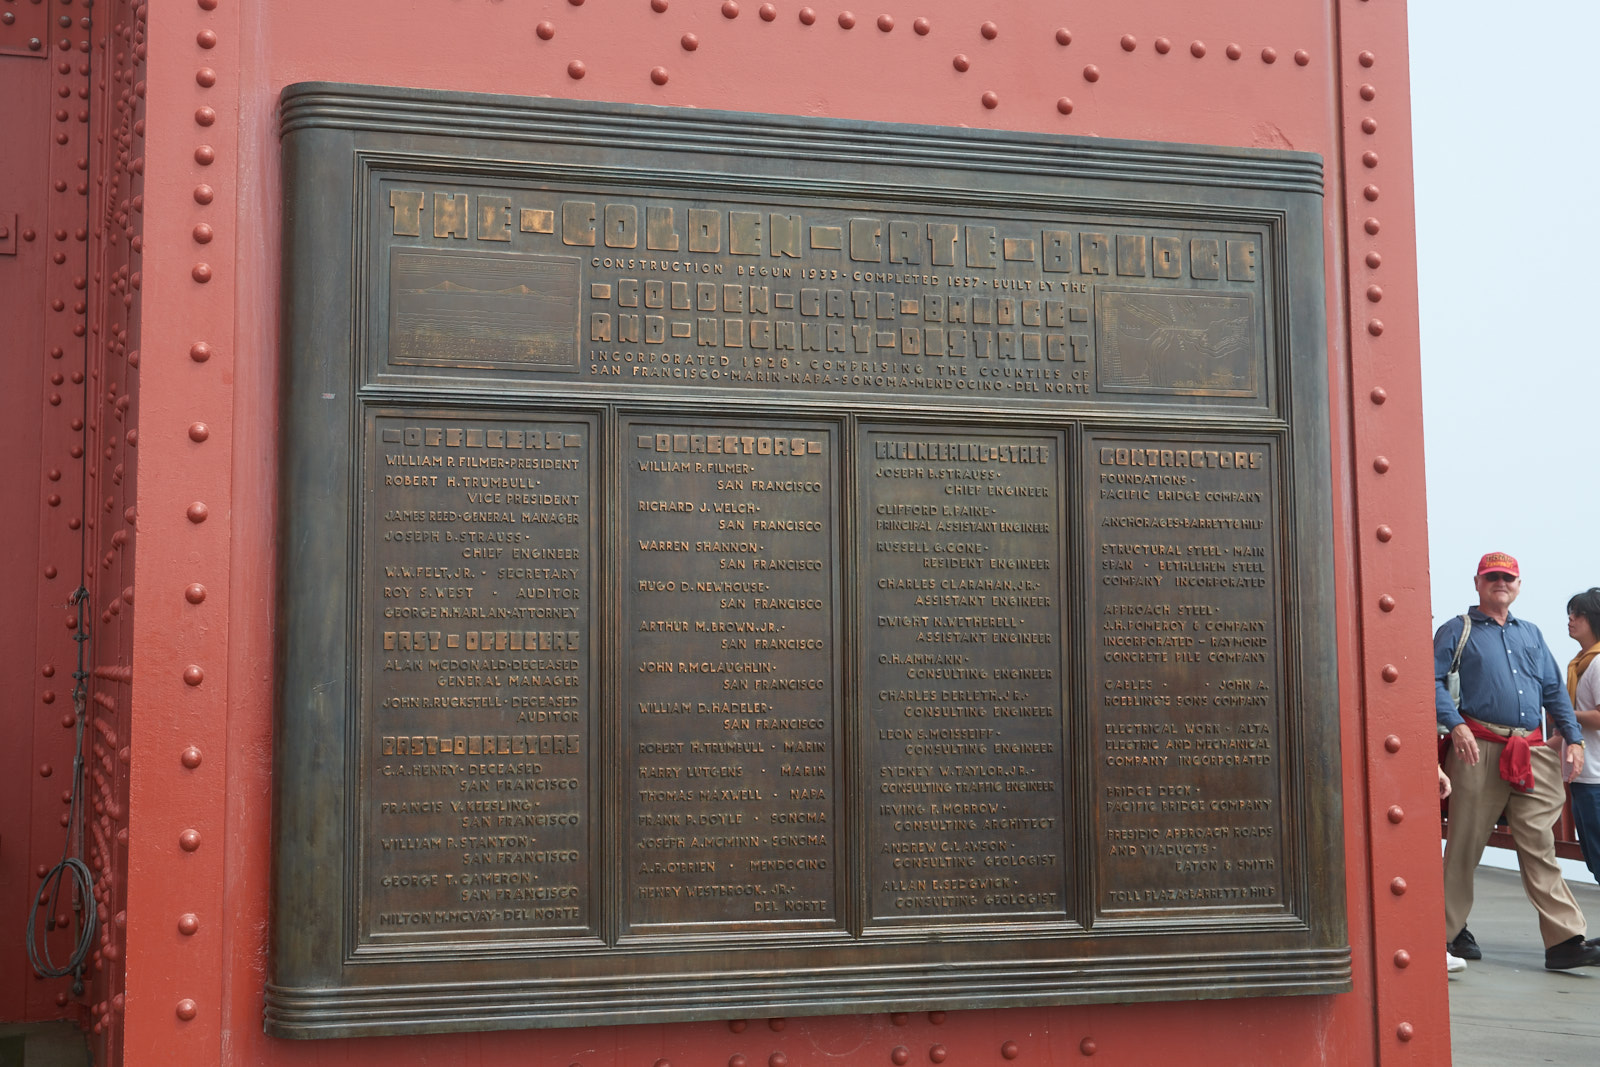 THE-GOLDEN-GATE-BRIDGE
CONSTRUCTION BEGUN 1933·COMPLETED 1937·BUILT BY THE
-GOLDEN-GATE-BRIDGE-
AND-HIGHWAY-DISTRICT
INCORPORATED 1928 · COMPRISING THE COUNTIES OF
SAN FRANCISCO·MARIN·NAPA·SONOMA·MENDOCINO·DEL NORTE
-OFFICERS-
WILLIAM P. FILMER·PRESIDENT
ROBERT H. TRUMBULL·
VICE PRESIDENT
JAMES REED·GENERAL MANAGER
JOSEPH B. STRAUSS·
CHIEF ENGINEER
W.W. FELT, JR. · SECRETARY
ROY S. WEST · AUDITOR
GEORGE H. HARLAN·ATTORNEY
PAST-OFFICERS
ALAN MCDONALD·DECEASED
GENERAL MANAGER
JOHN R. RUCKSTELL·DECEASED
AUDITOR
PAST-DIRECTORS
C.A. HENRY·DECEASED
SAN FRANCISCO
FRANCIS V. KEESLING·
SAN FRANCISCO
WILLIAM P. STANTON·
SAN FRANCISCO
GEORGE T. CAMERON·
SAN FRANCISCO
MILTON M. MCVAY·DEL NORTE
-DIRECTORS-
WILLIAM P. FILMER·
SAN FRANCISCO
RICHARD J. WELCH·
SAN FRANCISCO
WARREN SHANNON·
SAN FRANCISCO
HUGO D. NEWHOUSE·
SAN FRANCISCO
ARTHUR M. BROWN, JR.·
SAN FRANCISCO
JOHN P. MCLAUGHLIN·
SAN FRANCISCO
WILLIAM D. HADELER·
SAN FRANCISCO
ROBERT H. TRUMBULL · MARIN
HARRY LUTGENS · MARIN
THOMAS MAXWELL · NAPA
FRANK P. DOYLE · SONOMA
JOSEPH A. MCMINN·SONOMA
A.R. O'BRIEN · MENDOCINO
HENRY WESTBROOK, JR.·
DEL NORTE
ENGINEERING-STAFF
JOSEPH B. STRAUSS·
CHIEF ENGINEER
CLIFFORD E. PAINE·
PRINCIPAL ASSISTANT ENGINEER
RUSSELL G. CONE·
RESIDENT ENGINEER
CHARLES CLARAHAN, JR.·
ASSISTANT ENGINEER
DWIGHT N. WETHERELL·
ASSISTANT ENGINEER
O.H. AMMANN·
CONSULTING ENGINEER
CHARLES DERLETH, JR.·
CONSULTING ENGINEER
LEON S. MOISSEIFF·
CONSULTING ENGINEER
SYDNEY W. TAYLOR, JR.·
CONSULTING TRAFFIC ENGINEER
IRVING F. MORROW·
CONSULTING ARCHITECT
ANDREW C. LAWSON·
CONSULTING GEOLOGIST
ALLAN E. SEDGWICK·
CONSULTING GEOLOGIST
CONTRACTORS
FOUNDATIONS·
PACIFIC BRIDGE COMPANY
ANCHORAGES·BARRETT & HILP
STRUCTURAL STEEL·MAIN
SPAN · BETHLEHEM STEEL
COMPANY INCORPORATED
APPROACH STEEL·
J.H. POMEROY & COMPANY
INCORPORATED - RAYMOND
CONCRETE PILE COMPANY
CABLES · · JOHN A.
ROEBLING'S SONS COMPANY
ELECTRICAL WORK · ALTA
ELECTRIC AND MECHANICAL
COMPANY INCORPORATED
BRIDGE DECK·
PACIFIC BRIDGE COMPANY
PRESIDIO APPROACH ROADS
AND VIADUCTS·
EATON & SMITH
TOLL PLAZA·BARRETT & HILP